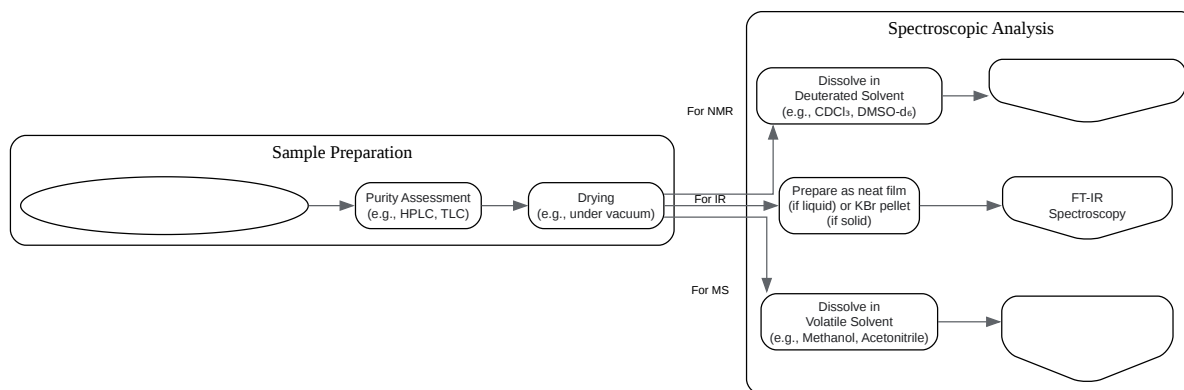 Spectroscopic Analysis
Dissolve in
Deuterated Solvent
(e.g., CDCl₃, DMSO-d₆)
For NMR
Sample Preparation
Purity Assessment
(e.g., HPLC, TLC)
Drying
(e.g., under vacuum)
For IR
Prepare as neat film
(if liquid) or KBr pellet
(if solid)
FT-IR
Spectroscopy
For MS
Dissolve in
Volatile Solvent
(e.g., Methanol, Acetonitrile)